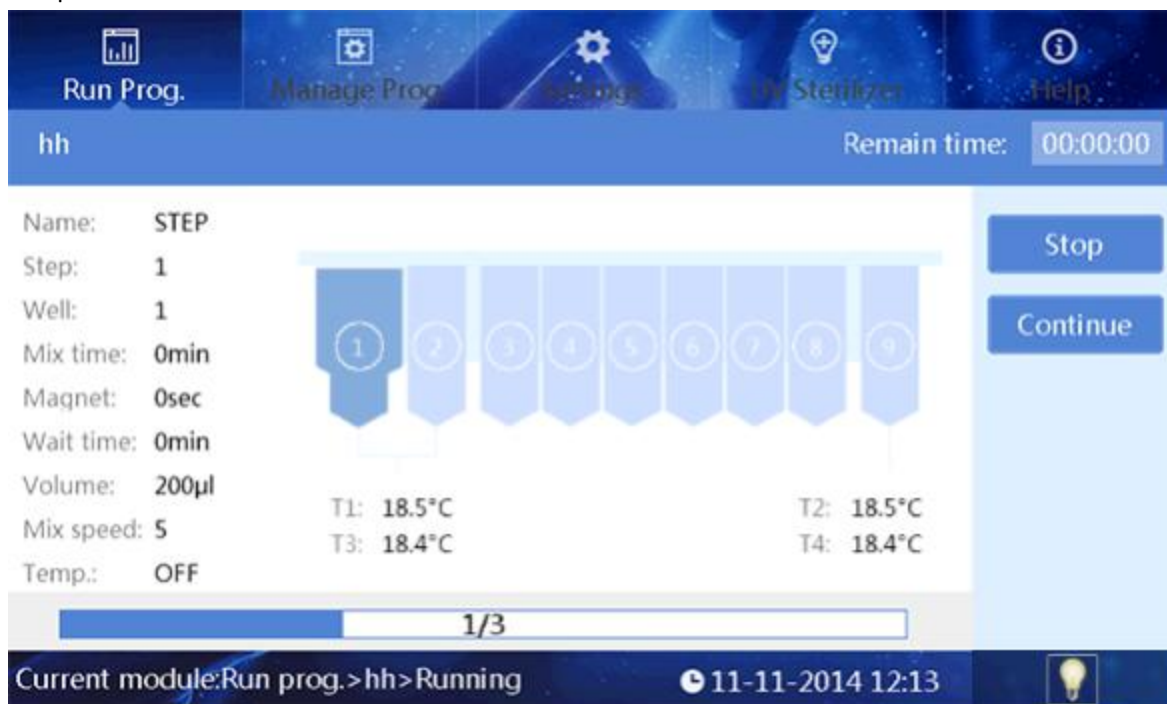 Run Prog.
Manage Prog.
Settings
UV Sterilizer
Help
hh
Remain time: 00:00:00
Name: STEP
Step: 1
Well: 1
Mix time: 0min
Magnet: 0sec
Wait time: 0min
Volume: 200µl
Mix speed: 5
Temp.: OFF
1 2 3 4 5 6 7 8 9
T1: 18.5°C
T3: 18.4°C
T2: 18.5°C
T4: 18.4°C
Stop
Continue
1/3
Current module:Run prog.>hh>Running
11-11-2014 12:13